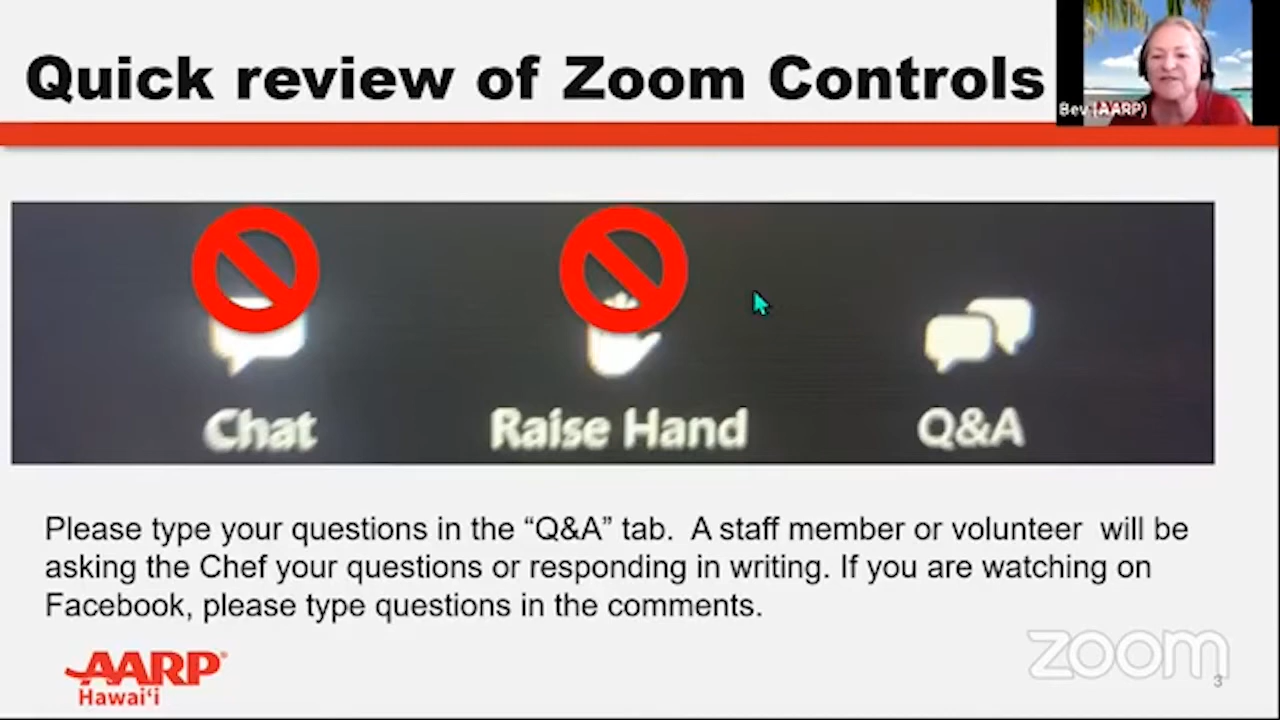 Quick review of Zoom Controls
Bev (AARP)
Chat
Raise Hand
Q&A
Please type your questions in the “Q&A” tab.  A staff member or volunteer  will be
asking the Chef your questions or responding in writing. If you are watching on
Facebook, please type questions in the comments.
AARP®
Hawai‘i
zoom
3